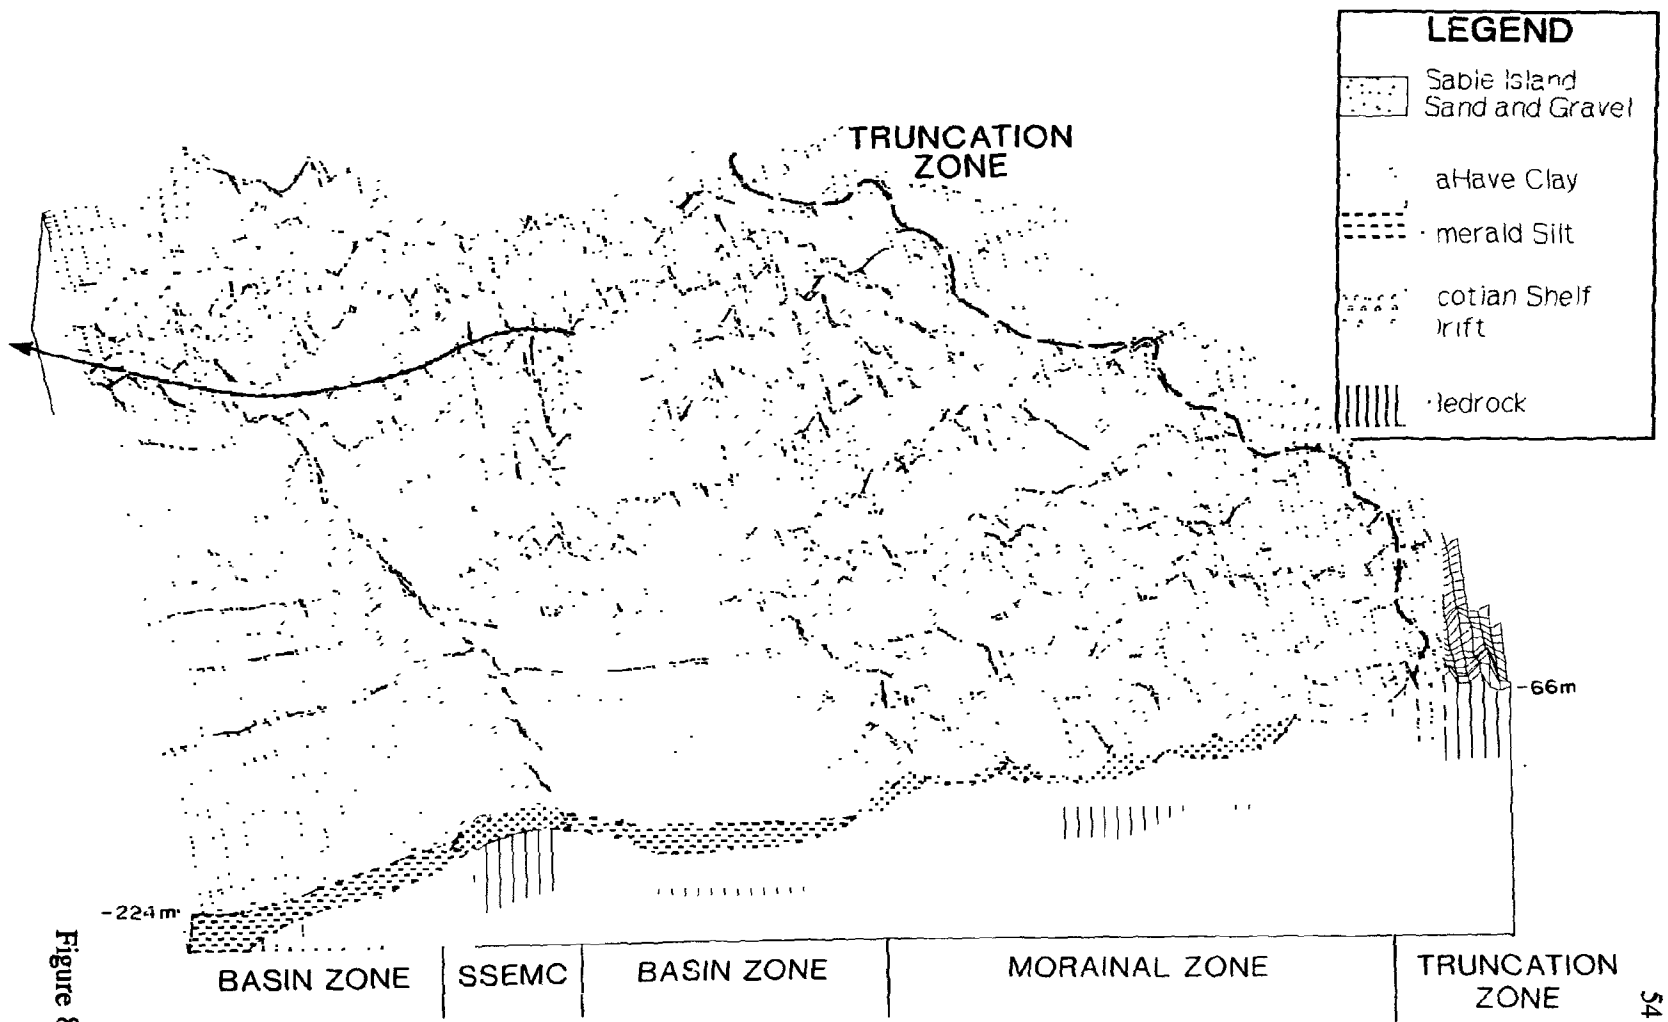 LEGEND
Sable Island
Sand and Gravel
aHave Clay
merald Silt
cotian Shelf
rift
edrock
TRUNCATION
ZONE
-66m
-224m
BASIN ZONE
SSEMC
BASIN ZONE
MORAINAL ZONE
TRUNCATION
ZONE
Figure 8
54